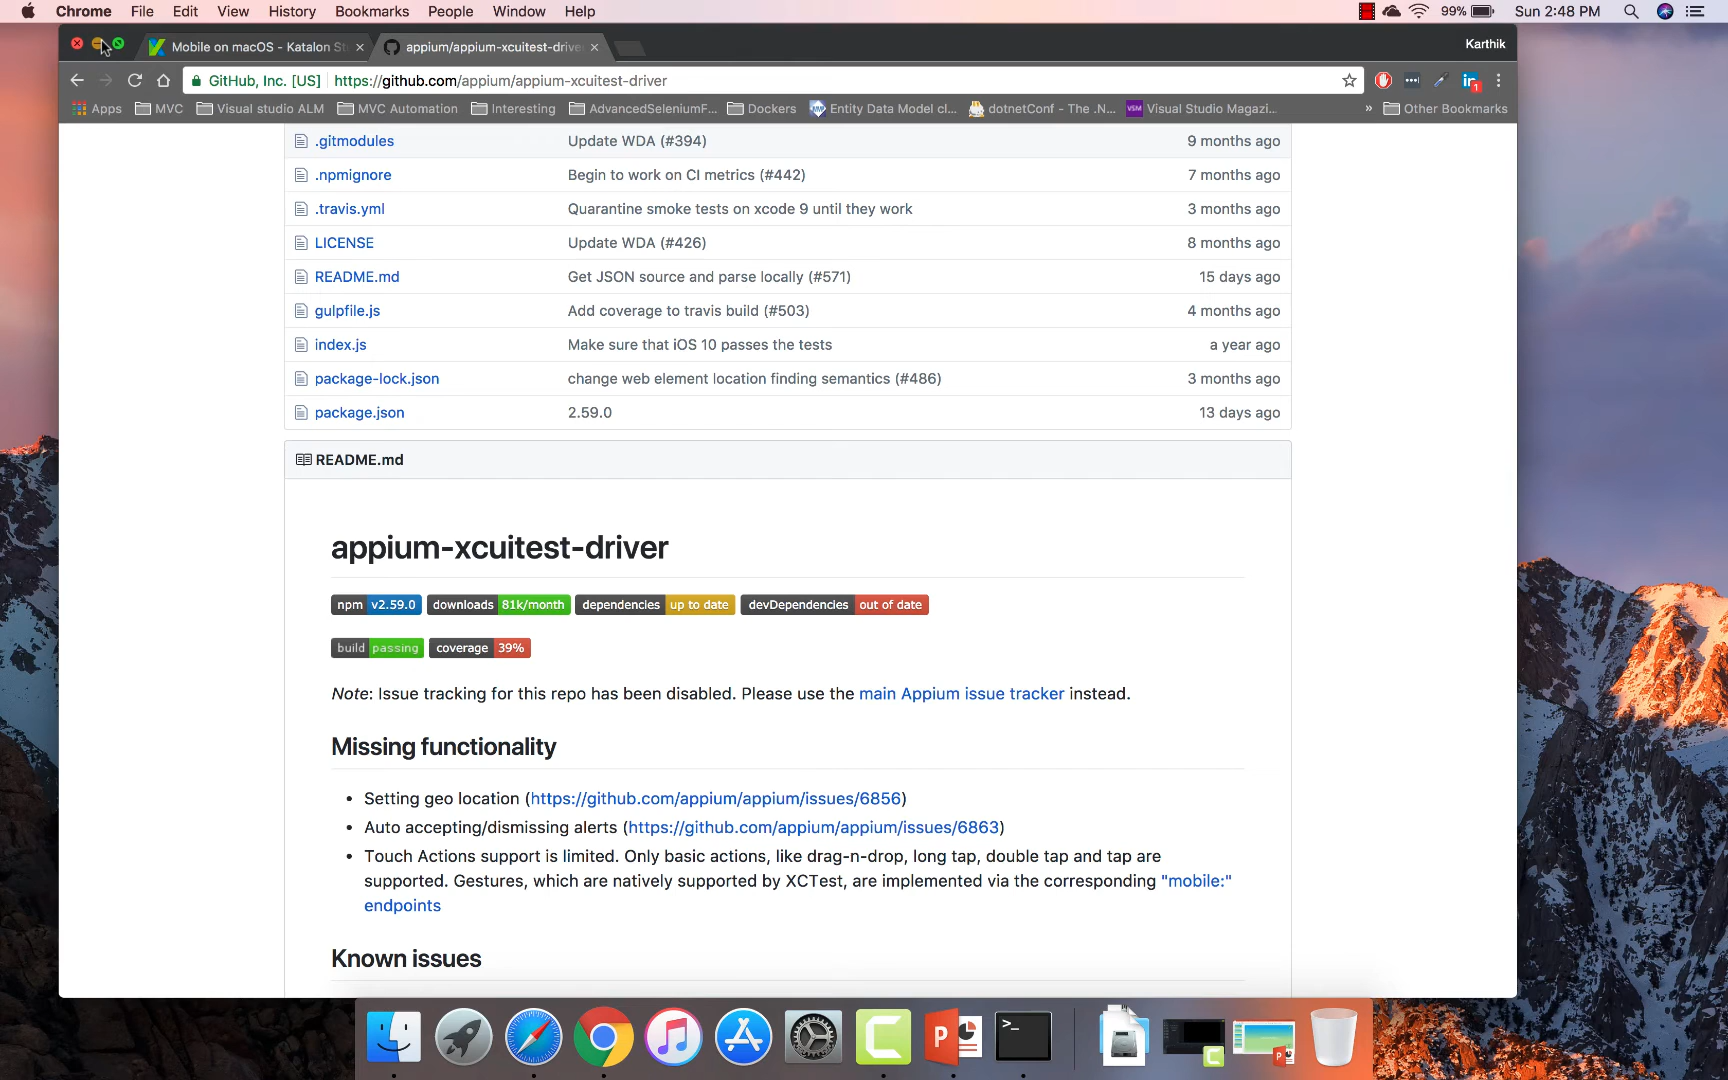 Chrome File Edit View History Bookmarks People Window Help 99% Sun 2:48 PM
Mobile on macOS - Katalon St appium/appium-xcuitest-drive Karthik
GitHub, Inc. [US] https://github.com/appium/appium-xcuitest-driver
Apps MVC Visual studio ALM MVC Automation Interesting AdvancedSeleniumF... Dockers Entity Data Model cl... dotnetConf - The .N... VSM Visual Studio Magazi... » Other Bookmarks
.gitmodules Update WDA (#394) 9 months ago
.npmignore Begin to work on CI metrics (#442) 7 months ago
.travis.yml Quarantine smoke tests on xcode 9 until they work 3 months ago
LICENSE Update WDA (#426) 8 months ago
README.md Get JSON source and parse locally (#571) 15 days ago
gulpfile.js Add coverage to travis build (#503) 4 months ago
index.js Make sure that iOS 10 passes the tests a year ago
package-lock.json change web element location finding semantics (#486) 3 months ago
package.json 2.59.0 13 days ago
README.md
appium-xcuitest-driver
npm v2.59.0 downloads 81k/month dependencies up to date devDependencies out of date
build passing coverage 39%
Note: Issue tracking for this repo has been disabled. Please use the main Appium issue tracker instead.
Missing functionality
• Setting geo location (https://github.com/appium/appium/issues/6856)
• Auto accepting/dismissing alerts (https://github.com/appium/appium/issues/6863)
• Touch Actions support is limited. Only basic actions, like drag-n-drop, long tap, double tap and tap are
supported. Gestures, which are natively supported by XCTest, are implemented via the corresponding "mobile:"
endpoints
Known issues